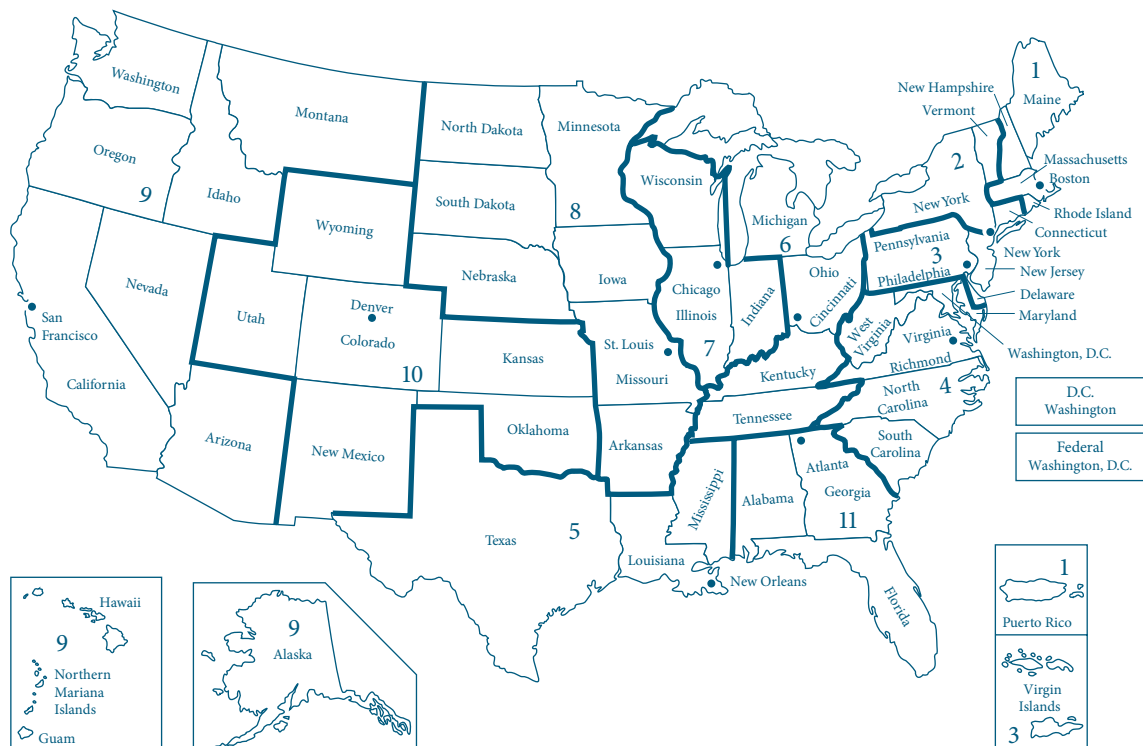 Washington
Montana
North Dakota
Minnesota
New Hampshire
Vermont
1
Maine
Oregon
9
Idaho
Wyoming
South Dakota
8
Wisconsin
Michigan
6
2
New York
Massachusetts
Boston
Rhode Island
Connecticut
New York
New Jersey
Delaware
Maryland
Washington, D.C.
Pennsylvania
3
Philadelphia
Nevada
Utah
Denver
Colorado
10
Nebraska
Iowa
Chicago
Illinois
7
Indiana
Ohio
Cincinnati
West
Virginia
Virginia
Richmond
San
Francisco
California
Kansas
St. Louis
Missouri
Kentucky
North
Carolina
4
Tennessee
South
Carolina
D.C.
Washington
Federal
Washington, D.C.
Arizona
New Mexico
Oklahoma
Arkansas
Mississippi
Alabama
Atlanta
Georgia
11
Texas
5
Louisiana
New Orleans
Florida
Hawaii
9
Northern
Mariana
Islands
Guam
9
Alaska
1
Puerto Rico
Virgin
Islands
3